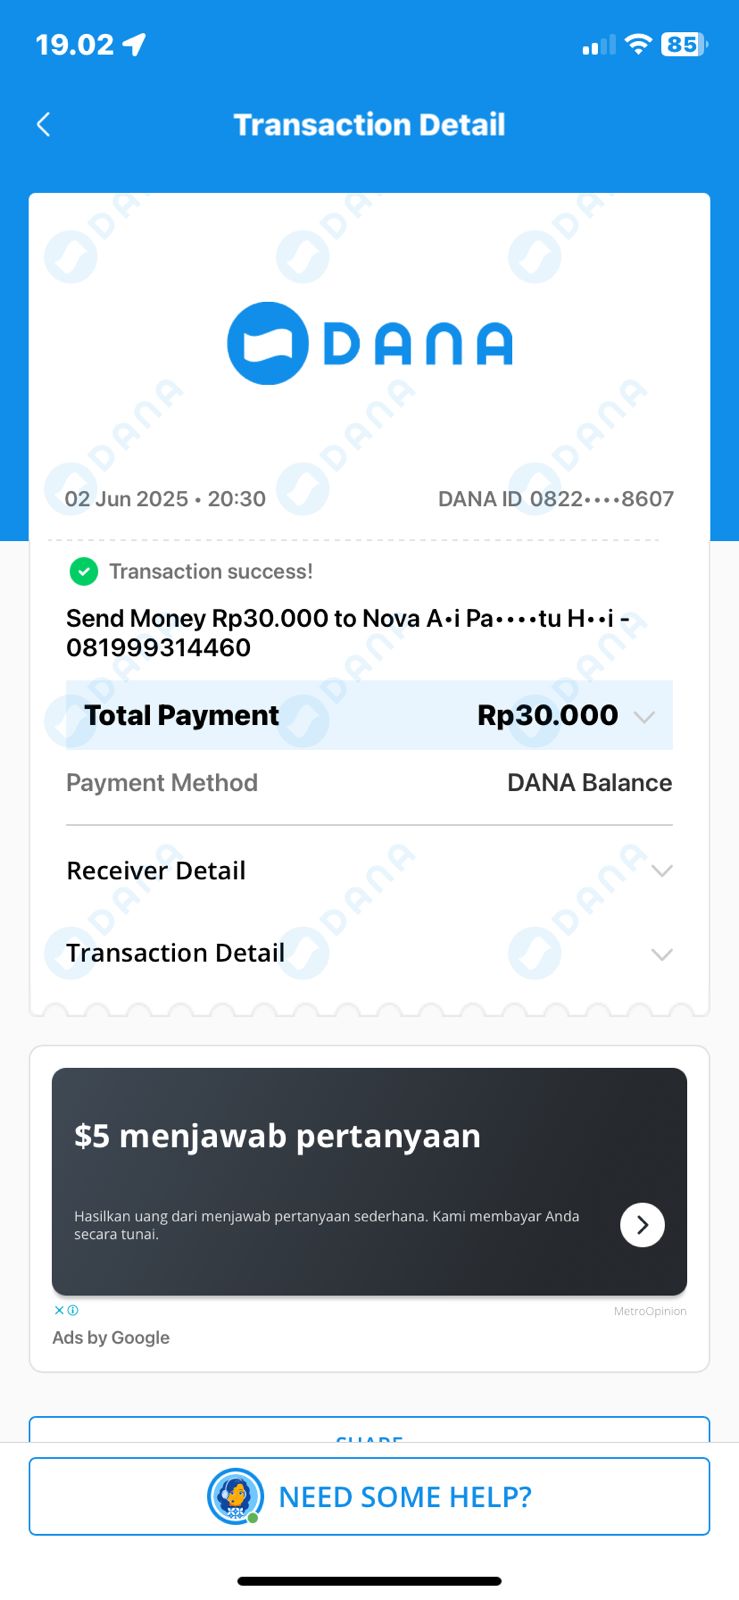 19.02
85
Transaction Detail
DANA
02 Jun 2025 • 20:30
DANA ID 0822••••8607
Transaction success!
Send Money Rp30.000 to Nova A•i Pa••••tu H••i -
081999314460
Total Payment
Rp30.000
Payment Method
DANA Balance
Receiver Detail
Transaction Detail
$5 menjawab pertanyaan
Hasilkan uang dari menjawab pertanyaan sederhana. Kami membayar Anda
secara tunai.
MetroOpinion
Ads by Google
SHARE
NEED SOME HELP?